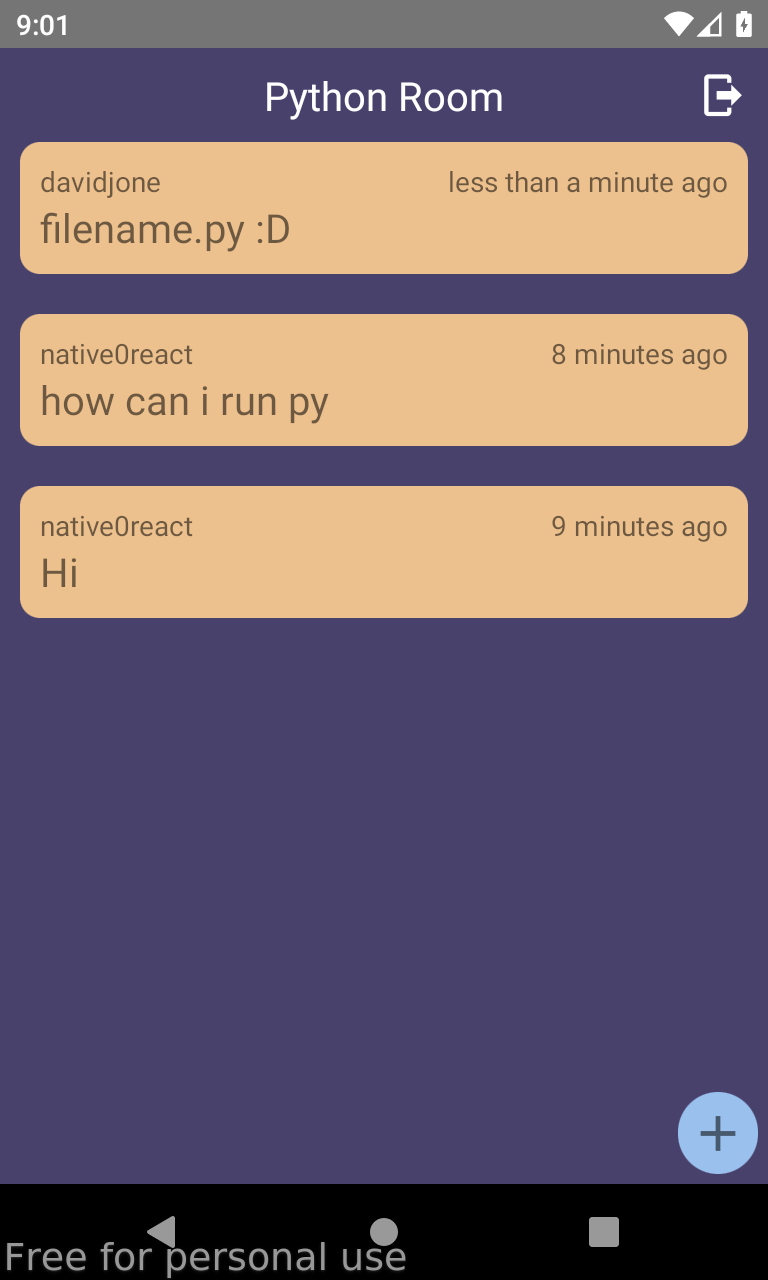 9:01
Python Room
davidjone less than a minute ago
filename.py :D
native0react 8 minutes ago
how can i run py
native0react 9 minutes ago
Hi
Free for personal use